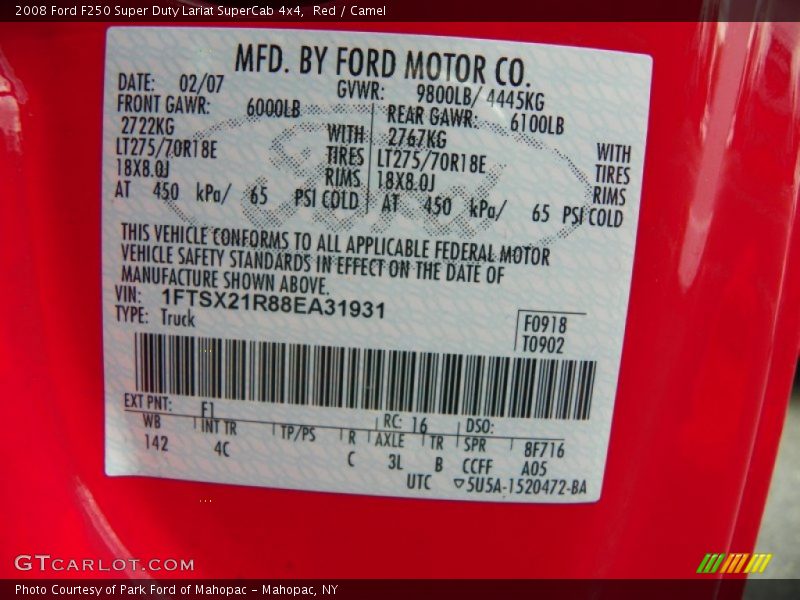 2008 Ford F250 Super Duty Lariat SuperCab 4x4, Red / Camel
MFD. BY FORD MOTOR CO.
DATE: 02/07 GVWR: 9800LB/ 4445KG
FRONT GAWR: 6000LB REAR GAWR: 6100LB
2722KG WITH 2767KG WITH
LT275/70R18E TIRES LT275/70R18E TIRES
18X8.0J RIMS 18X8.0J RIMS
AT 450 kPa/ 65 PSI COLD AT 450 kPa/ 65 PSI COLD
THIS VEHICLE CONFORMS TO ALL APPLICABLE FEDERAL MOTOR
VEHICLE SAFETY STANDARDS IN EFFECT ON THE DATE OF
MANUFACTURE SHOWN ABOVE.
VIN: 1FTSX21R88EA31931
TYPE: Truck
F0918
T0902
EXT PNT: F1 RC: 16 DSO:
WB INT TR TP/PS R AXLE TR SPR 8F716
142 4C C 3L B CCFF A05
UTC ▽5U5A-1520472-BA
GTCARLOT.COM
Photo Courtesy of Park Ford of Mahopac - Mahopac, NY